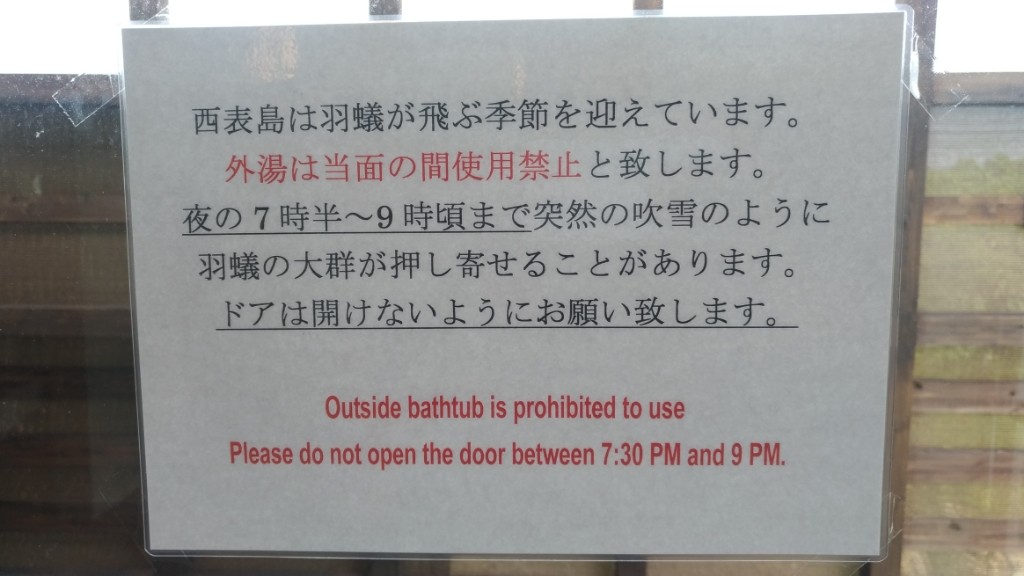 西表島は羽蟻が飛ぶ季節を迎えています。
外湯は当面の間使用禁止と致します。
夜の7時半～9時頃まで突然の吹雪のように
羽蟻の大群が押し寄せることがあります。
ドアは開けないようにお願い致します。
Outside bathtub is prohibited to use
Please do not open the door between 7:30 PM and 9 PM.